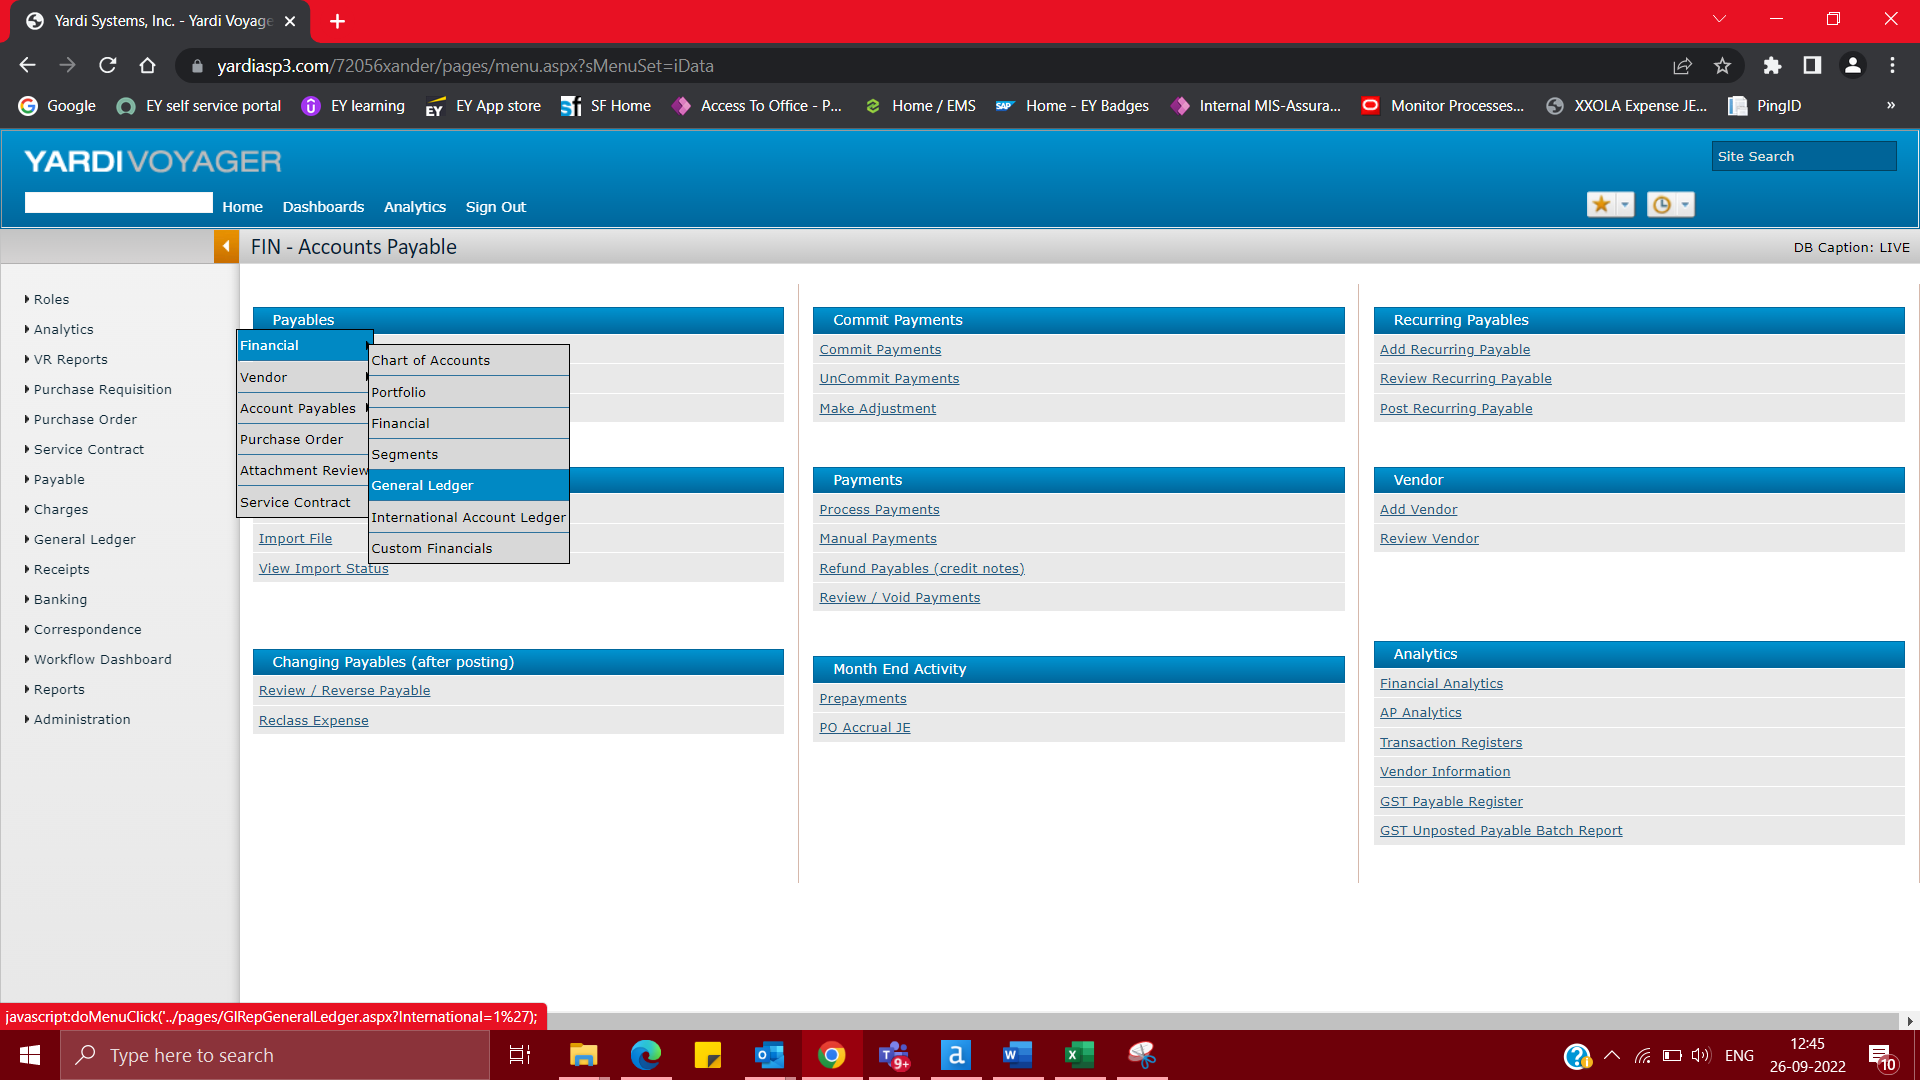 Yardi Systems, Inc. - Yardi Voyage
yardiasp3.com/72056xander/pages/menu.aspx?sMenuSet=iData
Google
EY self service portal
EY learning
EY App store
SF Home
Access To Office - P...
Home / EMS
Home - EY Badges
Internal MIS-Assura...
Monitor Processes...
XXOLA Expense JE...
PingID
»
YARDI VOYAGER
Site Search
Home
Dashboards
Analytics
Sign Out
FIN - Accounts Payable
DB Caption: LIVE
Roles
Analytics
VR Reports
Purchase Requisition
Purchase Order
Service Contract
Payable
Charges
General Ledger
Receipts
Banking
Correspondence
Workflow Dashboard
Reports
Administration
Payables
Financial
Vendor
Account Payables
Purchase Order
Attachment Review
Service Contract
Chart of Accounts
Portfolio
Financial
Segments
General Ledger
International Account Ledger
Custom Financials
Import File
View Import Status
Changing Payables (after posting)
Review / Reverse Payable
Reclass Expense
Commit Payments
Commit Payments
UnCommit Payments
Make Adjustment
Payments
Process Payments
Manual Payments
Refund Payables (credit notes)
Review / Void Payments
Month End Activity
Prepayments
PO Accrual JE
Recurring Payables
Add Recurring Payable
Review Recurring Payable
Post Recurring Payable
Vendor
Add Vendor
Review Vendor
Analytics
Financial Analytics
AP Analytics
Transaction Registers
Vendor Information
GST Payable Register
GST Unposted Payable Batch Report
javascript:doMenuClick('../pages/GlRepGeneralLedger.aspx?International=1%27);
Type here to search
9+
ENG
12:45
26-09-2022
10